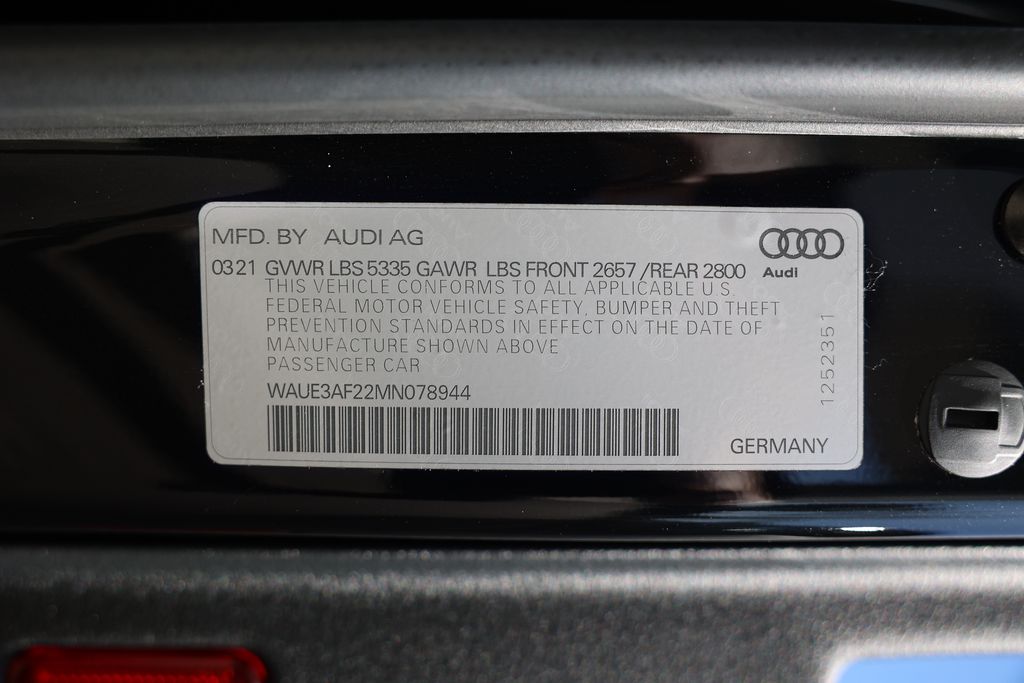 MFD. BY AUDI AG
03 21 GVWR LBS 5335 GAWR LBS FRONT 2657 /REAR 2800
Audi
THIS VEHICLE CONFORMS TO ALL APPLICABLE U.S.
FEDERAL MOTOR VEHICLE SAFETY, BUMPER AND THEFT
PREVENTION STANDARDS IN EFFECT ON THE DATE OF
MANUFACTURE SHOWN ABOVE
PASSENGER CAR
WAUE3AF22MN078944
1252351
GERMANY